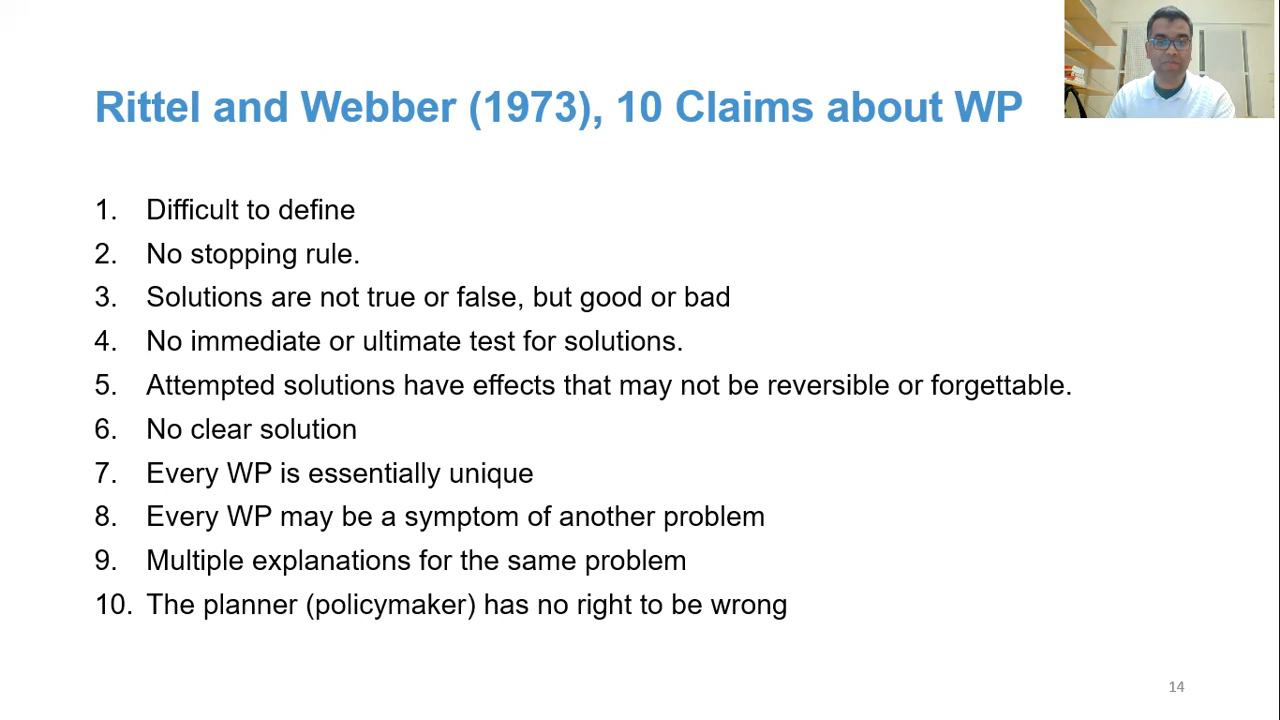 Rittel and Webber (1973), 10 Claims about WP
1. Difficult to define
2. No stopping rule.
3. Solutions are not true or false, but good or bad
4. No immediate or ultimate test for solutions.
5. Attempted solutions have effects that may not be reversible or forgettable.
6. No clear solution
7. Every WP is essentially unique
8. Every WP may be a symptom of another problem
9. Multiple explanations for the same problem
10. The planner (policymaker) has no right to be wrong
14